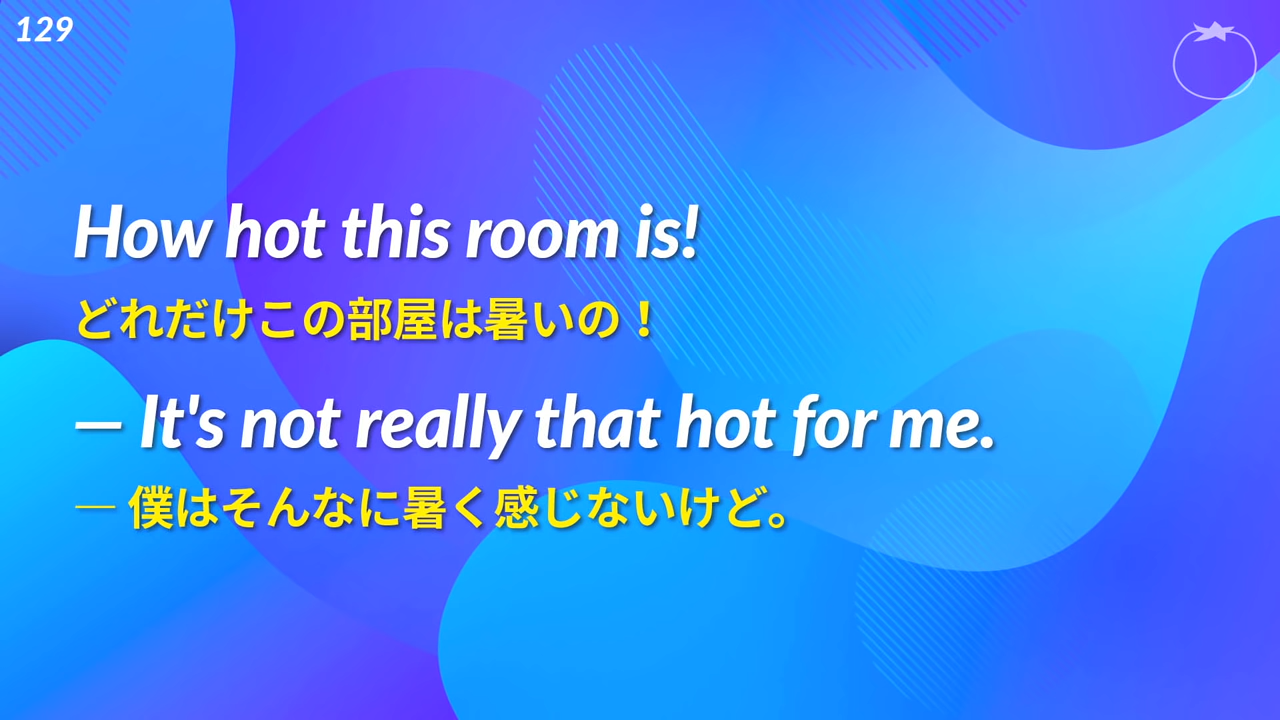 129
How hot this room is!
どれだけこの部屋は暑いの！
— It's not really that hot for me.
— 僕はそんなに暑く感じないけど。